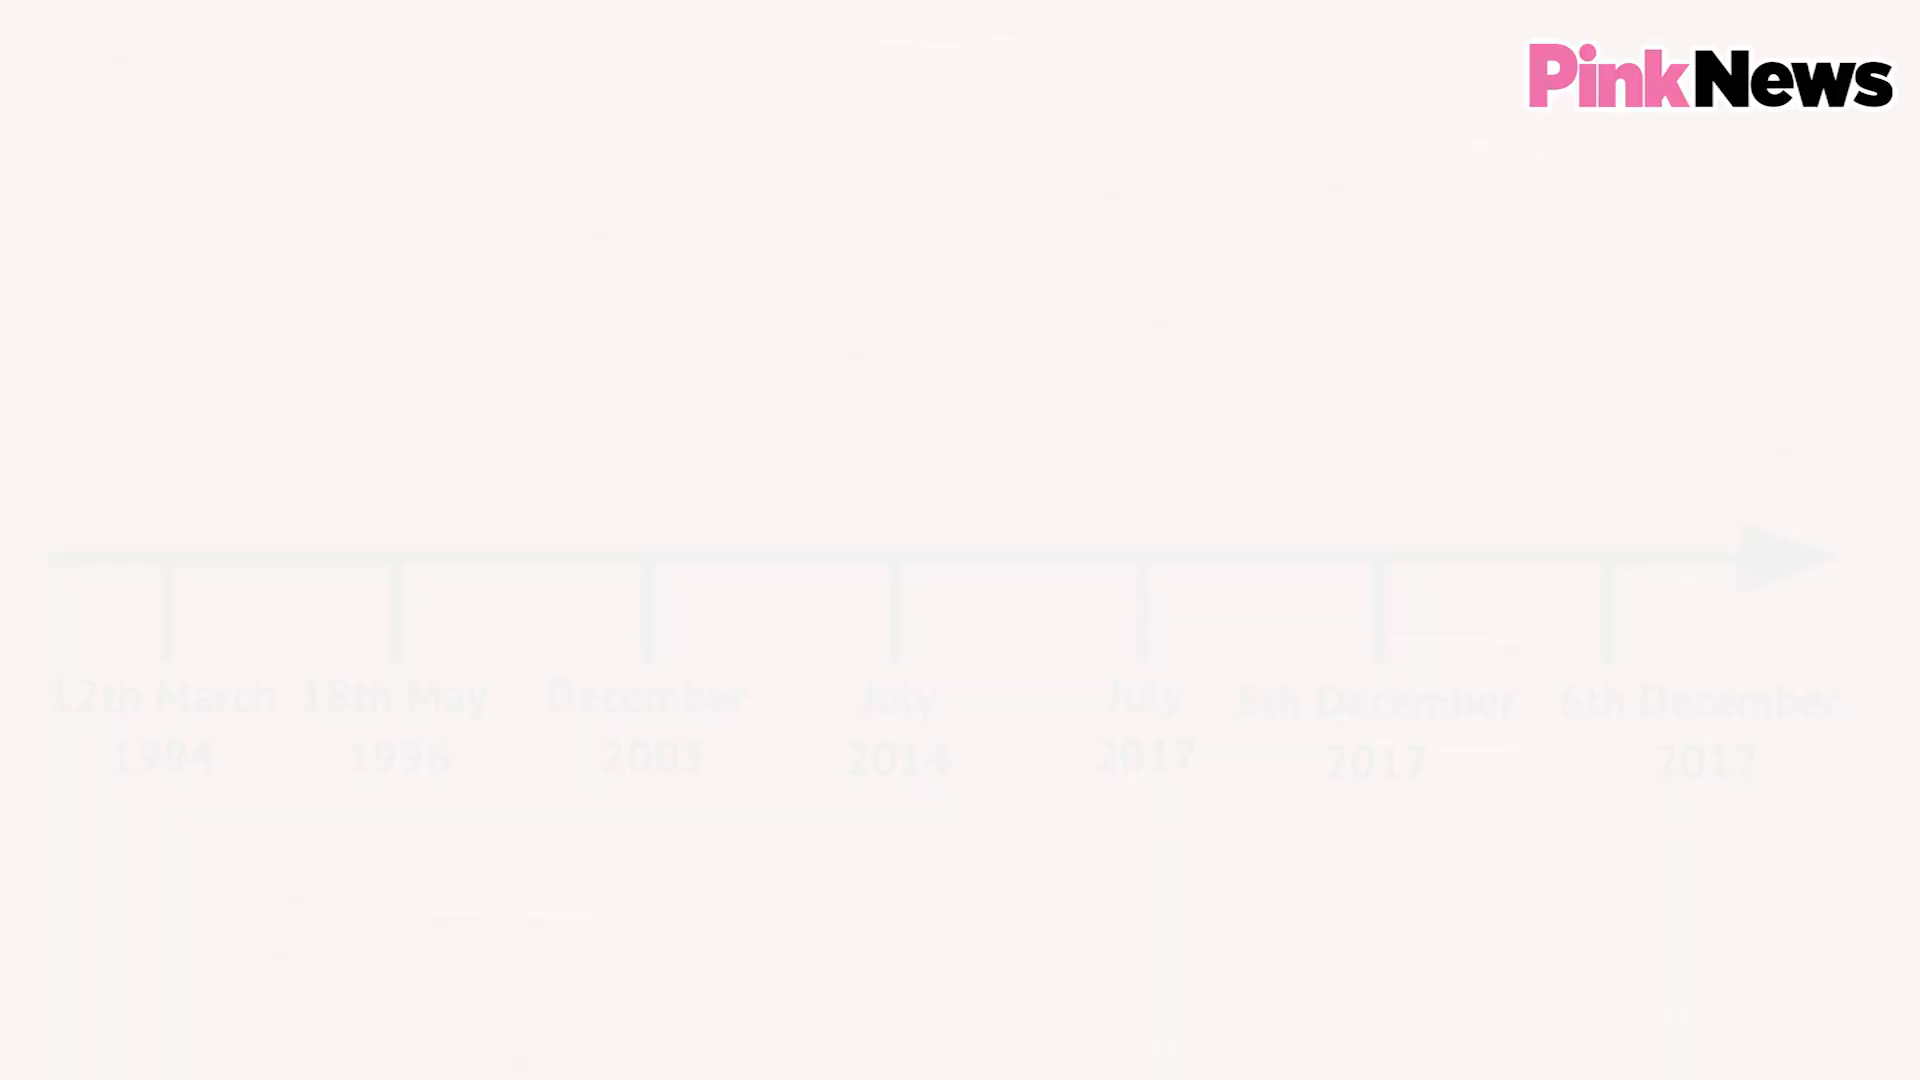 PinkNews
12th March
1994
18th May
1996
December
2003
July
2014
July
2017
5th December
2017
6th December
2017